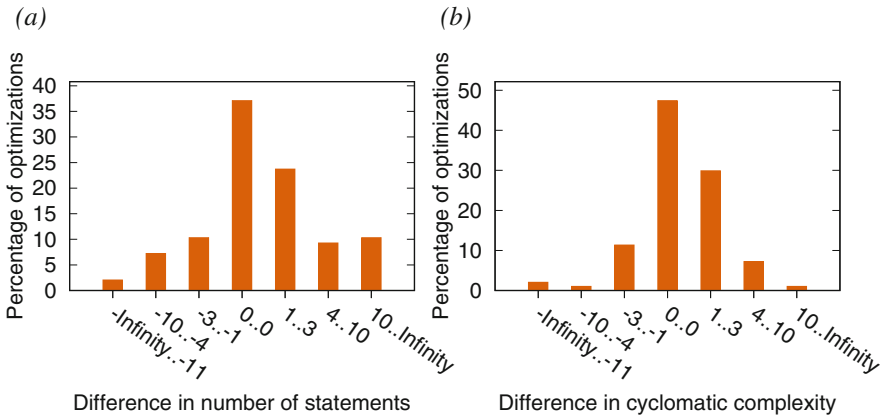 (a)
Percentage of optimizations
40
35
30
25
20
15
10
5
0
-Infinity..-11
-10..-4
-3..-1
0..0
1..3
4..10
10..Infinity
Difference in number of statements
(b)
Percentage of optimizations
50
40
30
20
10
0
-Infinity..-11
-10..-4
-3..-1
0..0
1..3
4..10
10..Infinity
Difference in cyclomatic complexity